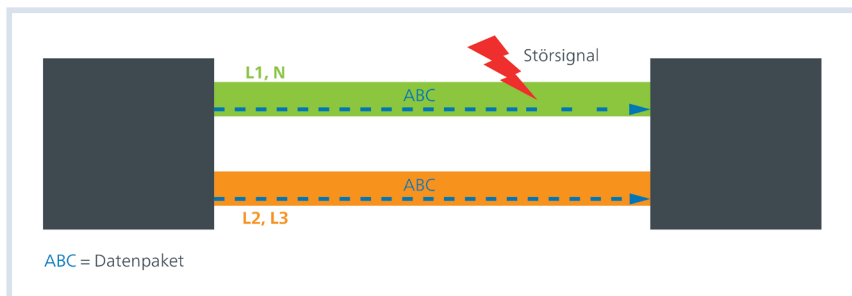 Störsignal
L1, N
ABC
ABC
L2, L3
ABC = Datenpaket